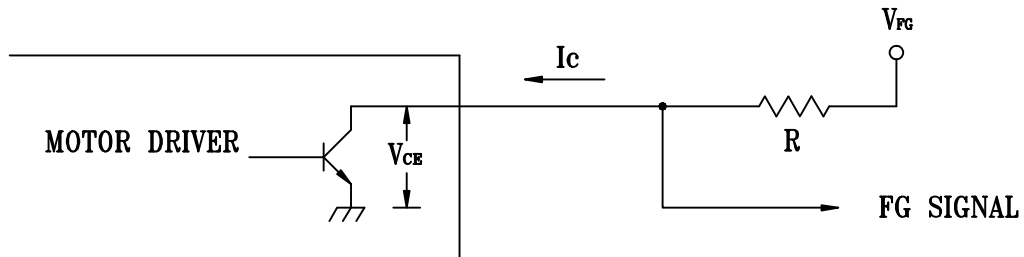 V_FG
Ic
MOTOR DRIVER
V_CE
R
FG SIGNAL